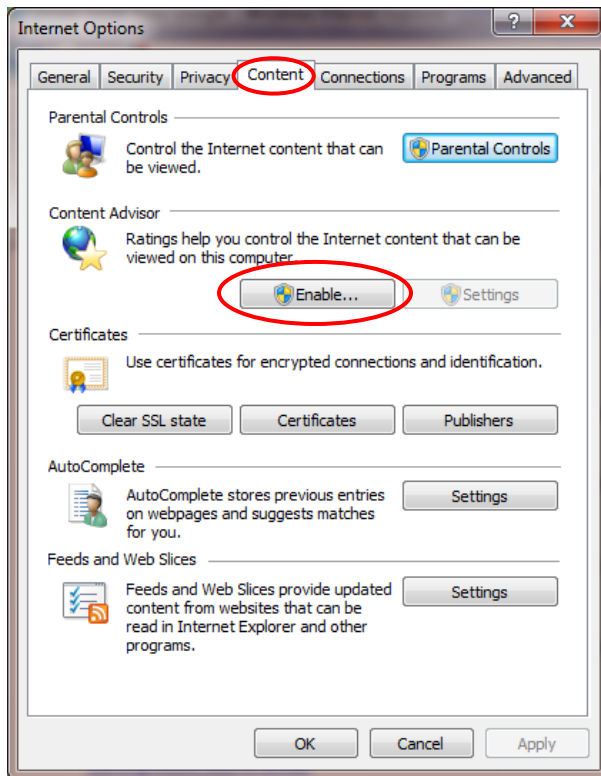 Internet Options
?
X
General Security Privacy Content Connections Programs Advanced
Parental Controls
Control the Internet content that can
be viewed.
Parental Controls
Content Advisor
Ratings help you control the Internet content that can be
viewed on this computer.
Enable... Settings
Certificates
Use certificates for encrypted connections and identification.
Clear SSL state Certificates Publishers
AutoComplete
AutoComplete stores previous entries
on webpages and suggests matches
for you.
Settings
Feeds and Web Slices
Feeds and Web Slices provide updated
content from websites that can be
read in Internet Explorer and other
programs.
Settings
OK Cancel Apply